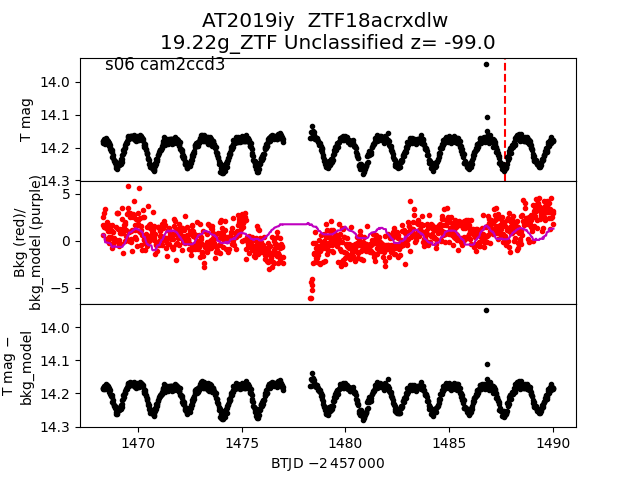 AT2019iy  ZTF18acrxdlw
19.22g_ZTF Unclassified z= -99.0
s06 cam2ccd3
T mag
14.0
14.1
14.2
14.3
Bkg (red)/
bkg_model (purple)
5
0
−5
T mag −
bkg_model
14.0
14.1
14.2
14.3
1470
1475
1480
1485
1490
BTJD −2 457 000